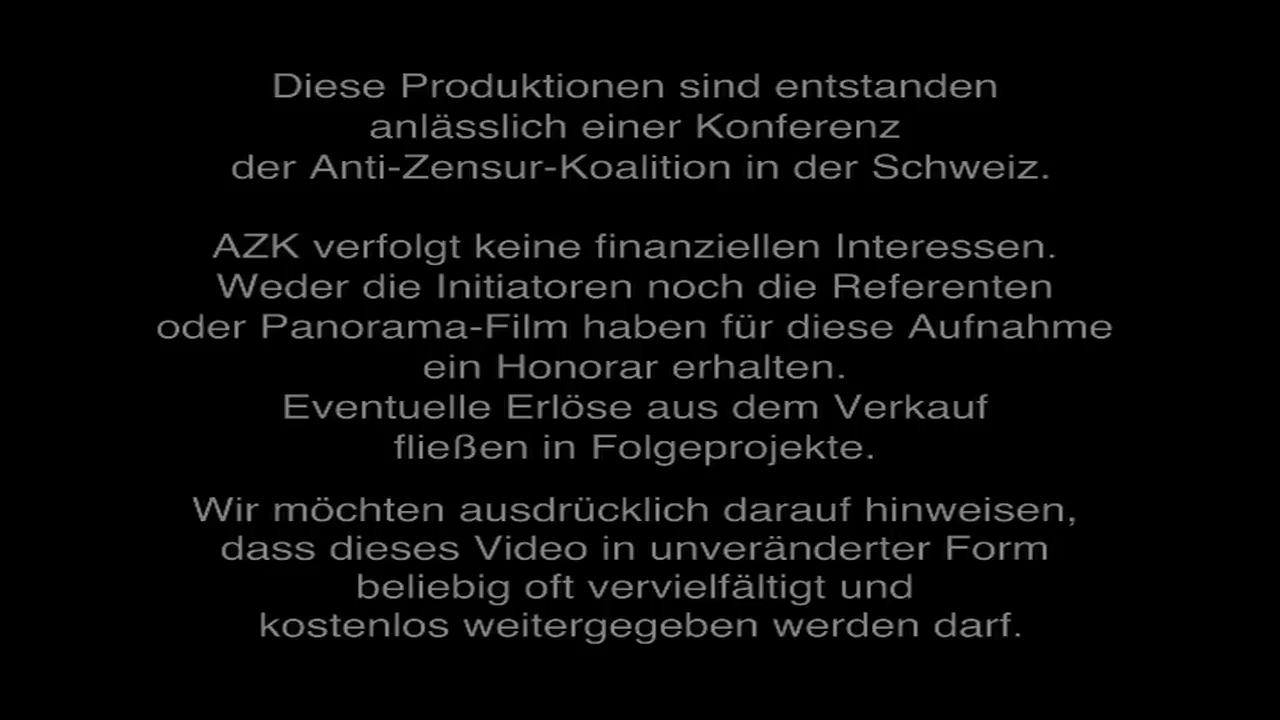 Diese Produktionen sind entstanden
anlässlich einer Konferenz
der Anti-Zensur-Koalition in der Schweiz.
AZK verfolgt keine finanziellen Interessen.
Weder die Initiatoren noch die Referenten
oder Panorama-Film haben für diese Aufnahme
ein Honorar erhalten.
Eventuelle Erlöse aus dem Verkauf
fließen in Folgeprojekte.
Wir möchten ausdrücklich darauf hinweisen,
dass dieses Video in unveränderter Form
beliebig oft vervielfältigt und
kostenlos weitergegeben werden darf.